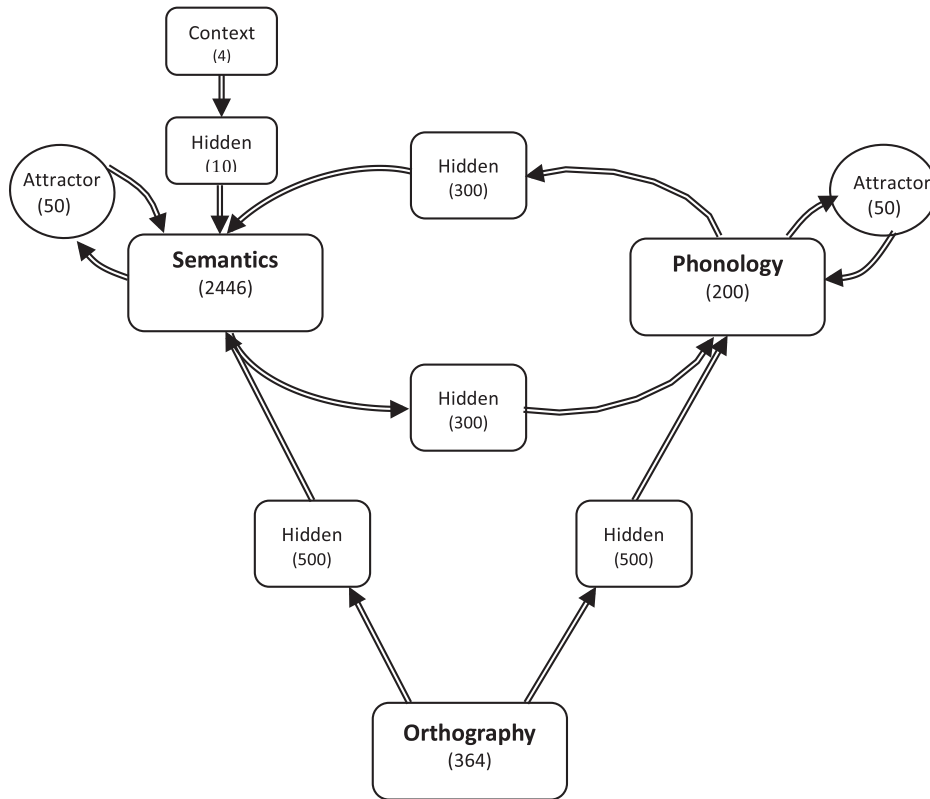 Context
(4)
Hidden
(10)
Hidden
(300)
Attractor
(50)
Attractor
(50)
Semantics
(2446)
Phonology
(200)
Hidden
(300)
Hidden
(500)
Hidden
(500)
Orthography
(364)